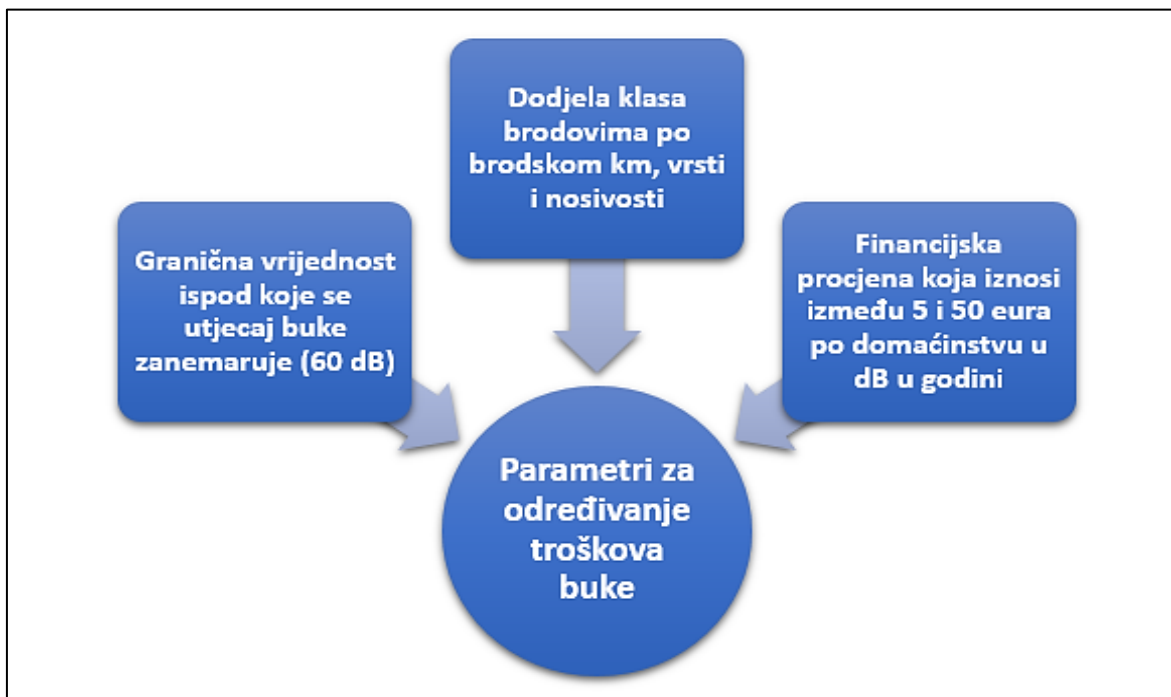 Dodjela klasa
brodovima po
brodskom km, vrsti
i nosivosti
Granična vrijednost
ispod koje se
utjecaj buke
zanemaruje (60 dB)
Financijska
procjena koja iznosi
između 5 i 50 eura
po domaćinstvu u
dB u godini
Parametri za
određivanje
troškova
buke